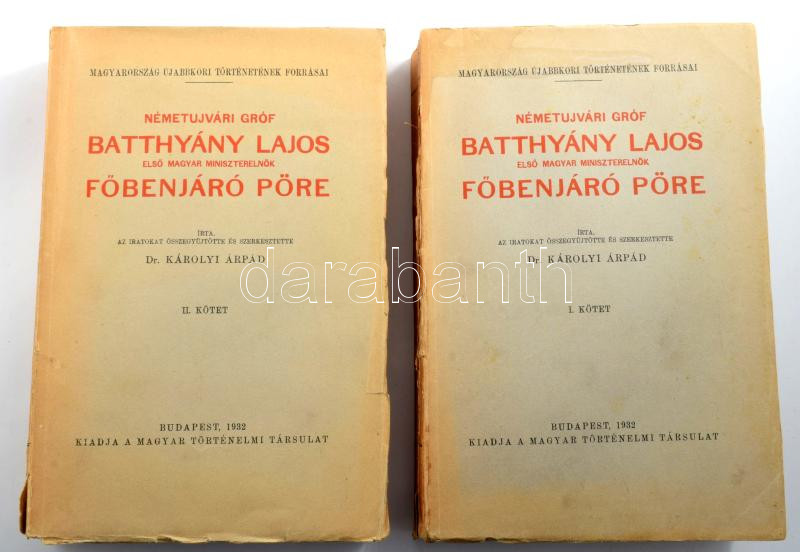 MAGYARORSZÁG ÚJABBKORI TÖRTÉNETÉNEK FORRÁSAI
NÉMETUJVÁRI GRÓF
BATTHYÁNY LAJOS
ELSŐ MAGYAR MINISZTERELNÖK
FŐBENJÁRÓ PÖRE
ÍRTA,
AZ IRATOKAT ÖSSZEGYÜJTÖTTE ÉS SZERKESZTETTE
Dr. KÁROLYI ÁRPÁD
II. KÖTET
BUDAPEST, 1932
KIADJA A MAGYAR TÖRTÉNELMI TÁRSULAT
MAGYARORSZÁG ÚJABBKORI TÖRTÉNETÉNEK FORRÁSAI
NÉMETUJVÁRI GRÓF
BATTHYÁNY LAJOS
ELSŐ MAGYAR MINISZTERELNÖK
FŐBENJÁRÓ PÖRE
ÍRTA,
AZ IRATOKAT ÖSSZEGYÜJTÖTTE ÉS SZERKESZTETTE
Dr. KÁROLYI ÁRPÁD
I. KÖTET
BUDAPEST, 1932
KIADJA A MAGYAR TÖRTÉNELMI TÁRSULAT
darabanth